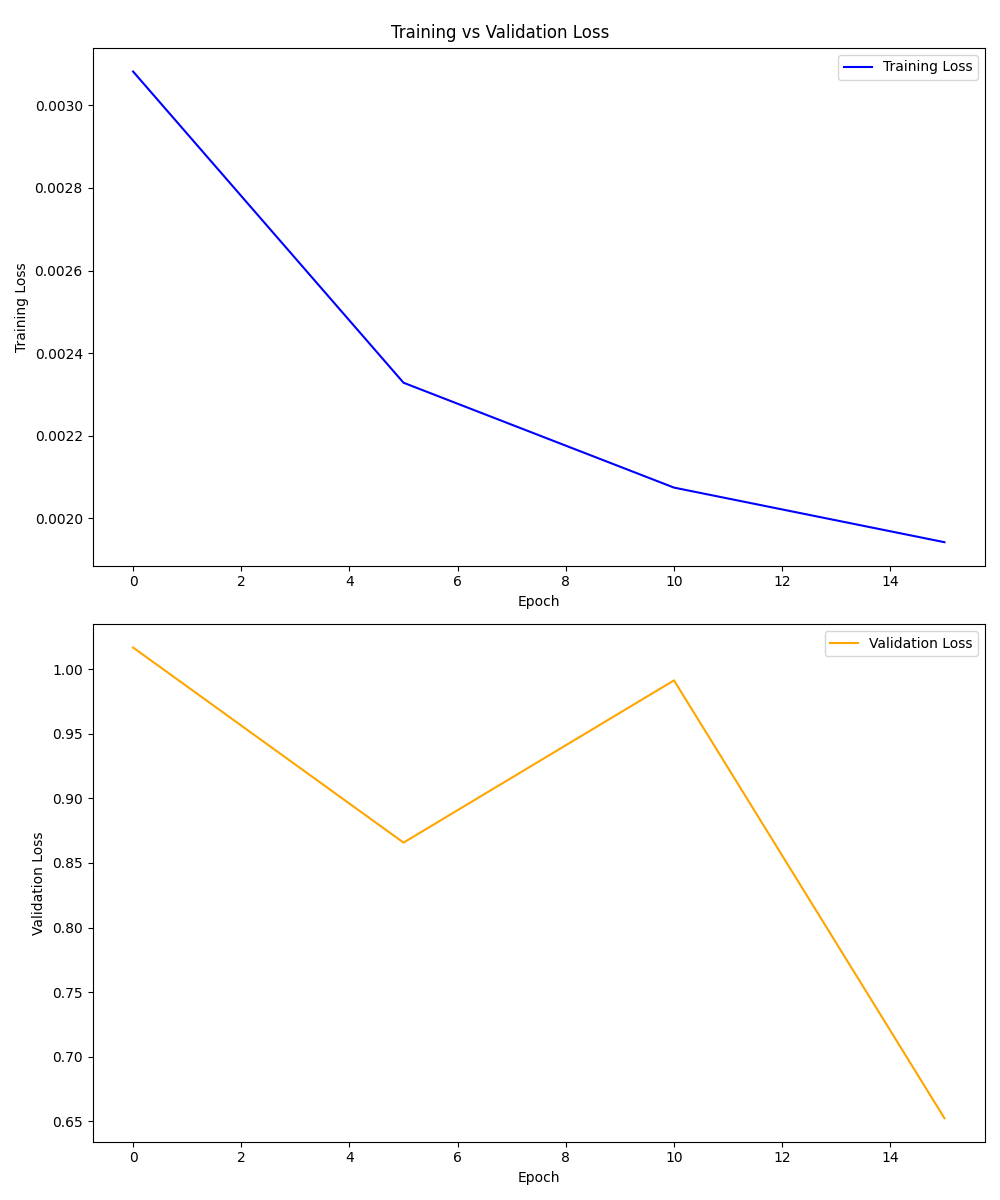 Training vs Validation Loss
Training Loss
0.0030
0.0028
0.0026
0.0024
0.0022
0.0020
Training Loss
0 2 4 6 8 10 12 14
Epoch
Validation Loss
1.00
0.95
0.90
0.85
0.80
0.75
0.70
0.65
Validation Loss
0 2 4 6 8 10 12 14
Epoch